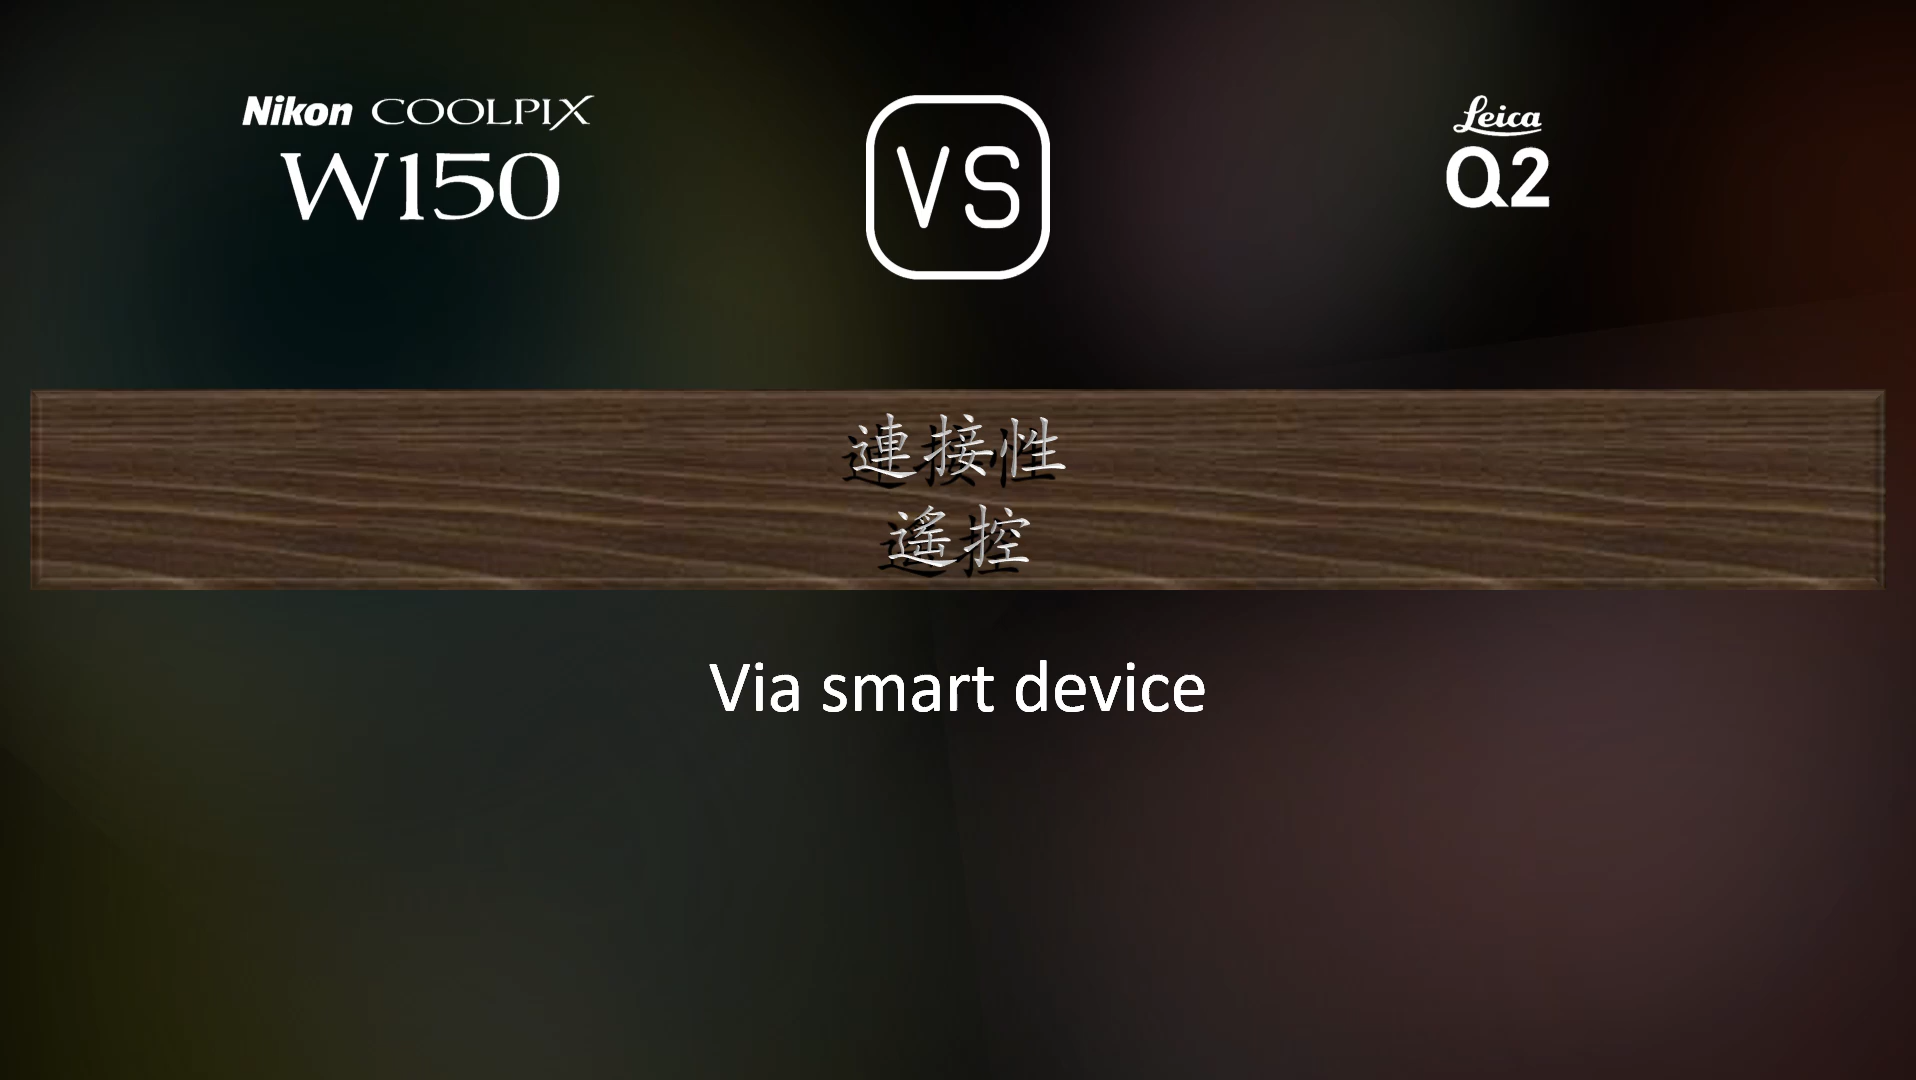 Nikon COOLPIX
W150
VS
Leica
Q2
連接性
遙控
Via smart device